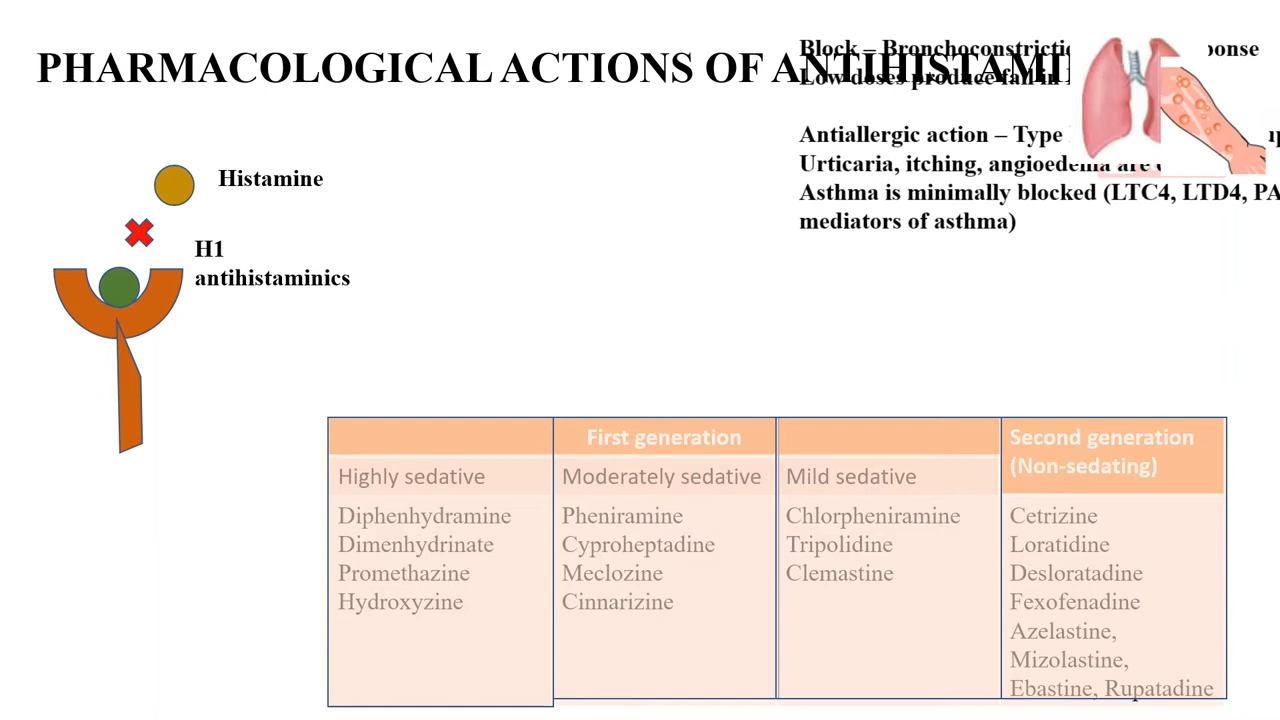 PHARMACOLOGICAL ACTIONS OF ANTIHISTAMI
Block – Bronchoconstricti
Low doses produce fall in
Antiallergic action – Type
Urticaria, itching, angioedema are
Asthma is minimally blocked (LTC4, LTD4, PA
mediators of asthma)
Histamine
H1
antihistaminics
First generation
Second generation
(Non-sedating)
Highly sedative
Moderately sedative
Mild sedative
Diphenhydramine
Dimenhydrinate
Promethazine
Hydroxyzine
Pheniramine
Cyproheptadine
Meclozine
Cinnarizine
Chlorpheniramine
Tripolidine
Clemastine
Cetrizine
Loratidine
Desloratadine
Fexofenadine
Azelastine,
Mizolastine,
Ebastine, Rupatadine